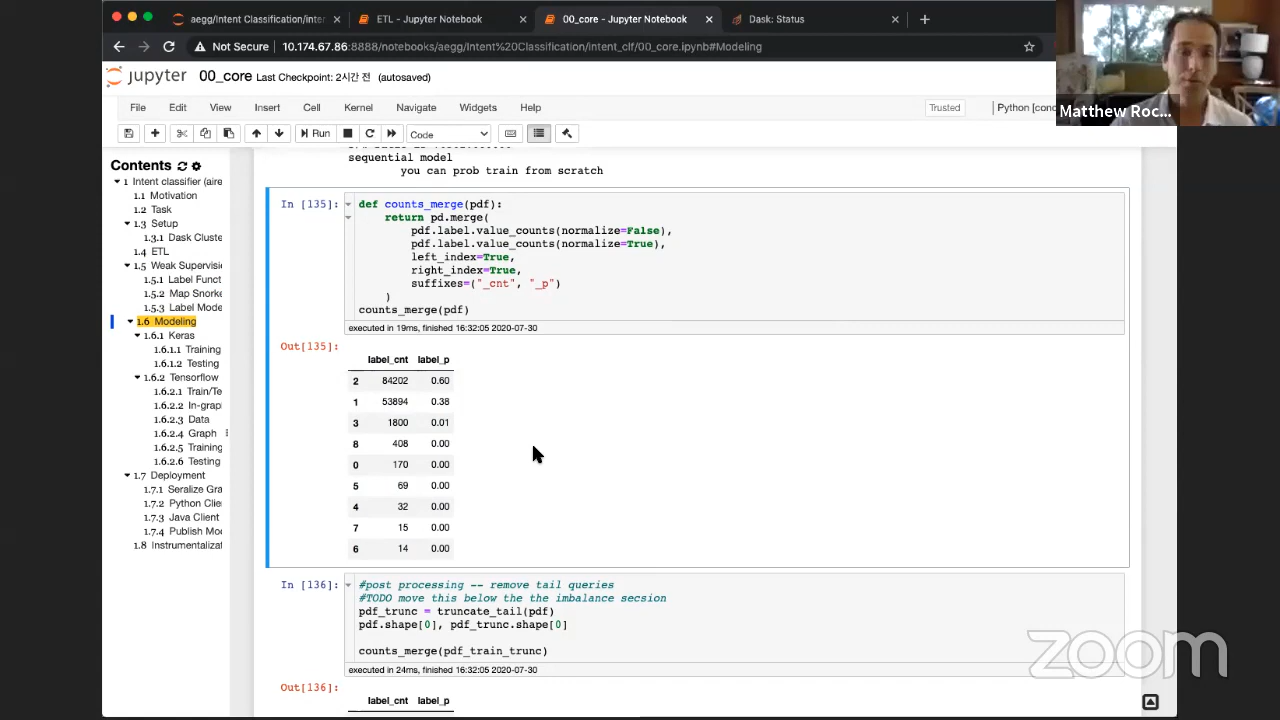 aegg/Intent Classification/inter
ETL - Jupyter Notebook
00_core - Jupyter Notebook
Dask: Status
Not Secure
10.174.67.86:8888/notebooks/aegg/Intent%20Classification/intent_clf/00_core.ipynb#Modeling
jupyter 00_core Last Checkpoint: 2시간 전 (autosaved)
Matthew Roc...
File Edit View Insert Cell Kernel Navigate Widgets Help
Trusted
Python [conc
Run
Code
Contents
1 Intent classifier (aire
1.1 Motivation
1.2 Task
1.3 Setup
1.3.1 Dask Cluste
1.4 ETL
1.5 Weak Supervisi
1.5.1 Label Funct
1.5.2 Map Snorke
1.5.3 Label Mode
1.6 Modeling
1.6.1 Keras
1.6.1.1 Training
1.6.1.2 Testing
1.6.2 Tensorflow
1.6.2.1 Train/Te
1.6.2.2 In-grap
1.6.2.3 Data
1.6.2.4 Graph
1.6.2.5 Training
1.6.2.6 Testing
1.7 Deployment
1.7.1 Seralize Gra
1.7.2 Python Clie
1.7.3 Java Client
1.7.4 Publish Mo
1.8 Instrumentalizat
sequential model
you can prob train from scratch
In [135]:
def counts_merge(pdf):
return pd.merge(
pdf.label.value_counts(normalize=False),
pdf.label.value_counts(normalize=True),
left_index=True,
right_index=True,
suffixes=("_cnt", "_p")
)
counts_merge(pdf)
executed in 19ms, finished 16:32:05 2020-07-30
Out[135]:
label_cnt label_p
2 84202 0.60
1 53894 0.38
3 1800 0.01
8 408 0.00
0 170 0.00
5 69 0.00
4 32 0.00
7 15 0.00
6 14 0.00
In [136]:
#post processing -- remove tail queries
#TODO move this below the the imbalance secsion
pdf_trunc = truncate_tail(pdf)
pdf.shape[0], pdf_trunc.shape[0]
counts_merge(pdf_train_trunc)
executed in 24ms, finished 16:32:05 2020-07-30
Out[136]:
label_cnt label_p
zoom